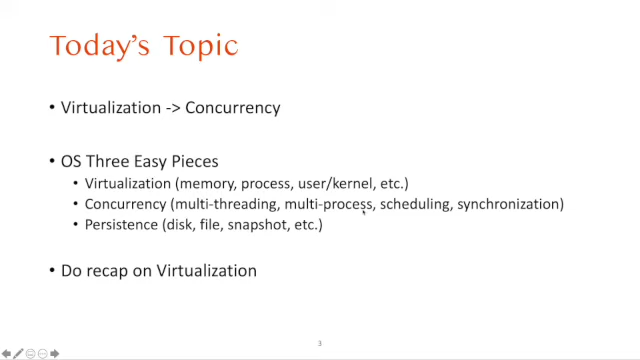 Today's Topic
• Virtualization -> Concurrency
• OS Three Easy Pieces
• Virtualization (memory, process, user/kernel, etc.)
• Concurrency (multi-threading, multi-process, scheduling, synchronization)
• Persistence (disk, file, snapshot, etc.)
• Do recap on Virtualization
3